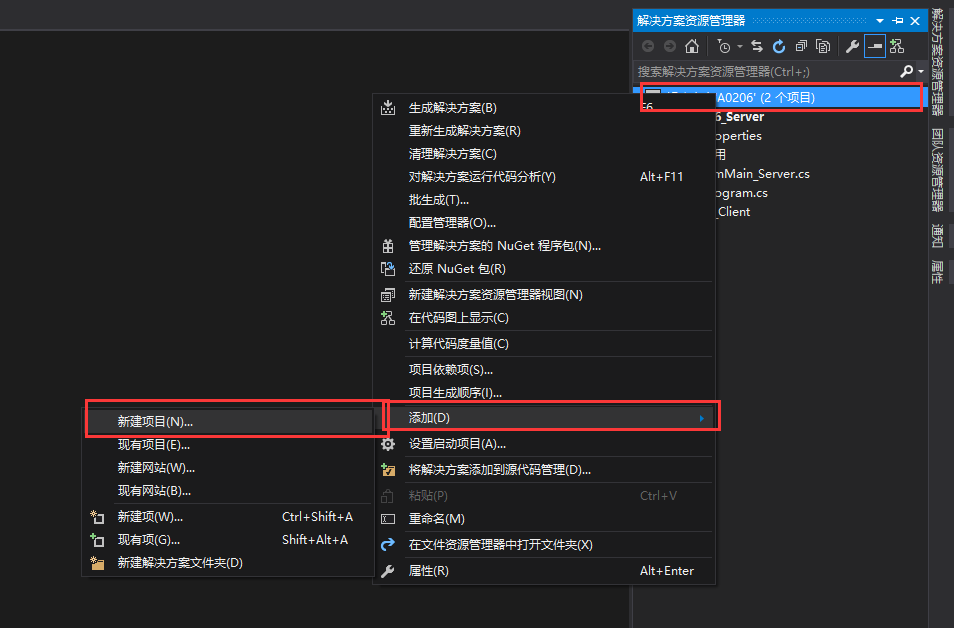 解决方案资源管理器
搜索解决方案资源管理器(Ctrl+;)
A0206' (2 个项目)
F6
6_Server
operties
用
mMain_Server.cs
ogram.cs
_Client
解决方案资源管理器
团队资源管理器
通知
属性
生成解决方案(B)
重新生成解决方案(R)
清理解决方案(C)
对解决方案运行代码分析(Y) Alt+F11
批生成(T)...
配置管理器(O)...
管理解决方案的 NuGet 程序包(N)...
还原 NuGet 包(R)
新建解决方案资源管理器视图(N)
在代码图上显示(C)
计算代码度量值(C)
项目依赖项(S)...
项目生成顺序(I)...
添加(D)
设置启动项目(A)...
将解决方案添加到源代码管理(D)...
粘贴(P) Ctrl+V
重命名(M)
在文件资源管理器中打开文件夹(X)
属性(R) Alt+Enter
新建项目(N)...
现有项目(E)...
新建网站(W)...
现有网站(B)...
新建项(W)... Ctrl+Shift+A
现有项(G)... Shift+Alt+A
新建解决方案文件夹(D)